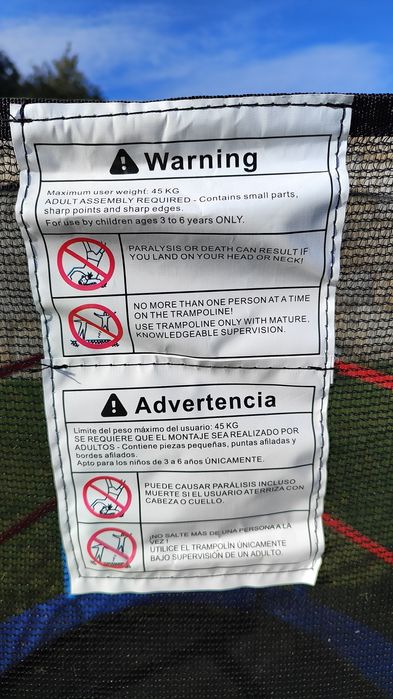 Warning
Maximum user weight: 45 KG
ADULT ASSEMBLY REQUIRED - Contains small parts,
sharp points and sharp edges.
For use by children ages 3 to 6 years ONLY.
PARALYSIS OR DEATH CAN RESULT IF
YOU LAND ON YOUR HEAD OR NECK!
NO MORE THAN ONE PERSON AT A TIME
ON THE TRAMPOLINE!
USE TRAMPOLINE ONLY WITH MATURE,
KNOWLEDGEABLE SUPERVISION.
Advertencia
Límite del peso máximo del usuario: 45 KG
SE REQUIERE QUE EL MONTAJE SEA REALIZADO POR
ADULTOS - Contiene piezas pequeñas, puntas afiladas y
bordes afilados.
Apto para los niños de 3 a 6 años ÚNICAMENTE.
PUEDE CAUSAR PARÁLISIS INCLUSO
MUERTE SI EL USUARIO ATERRIZA CON
CABEZA O CUELLO.
¡NO SALTE MÁS DE UNA PERSONA A LA
VEZ!
UTILICE EL TRAMPOLÍN ÚNICAMENTE
BAJO SUPERVISIÓN DE UN ADULTO.